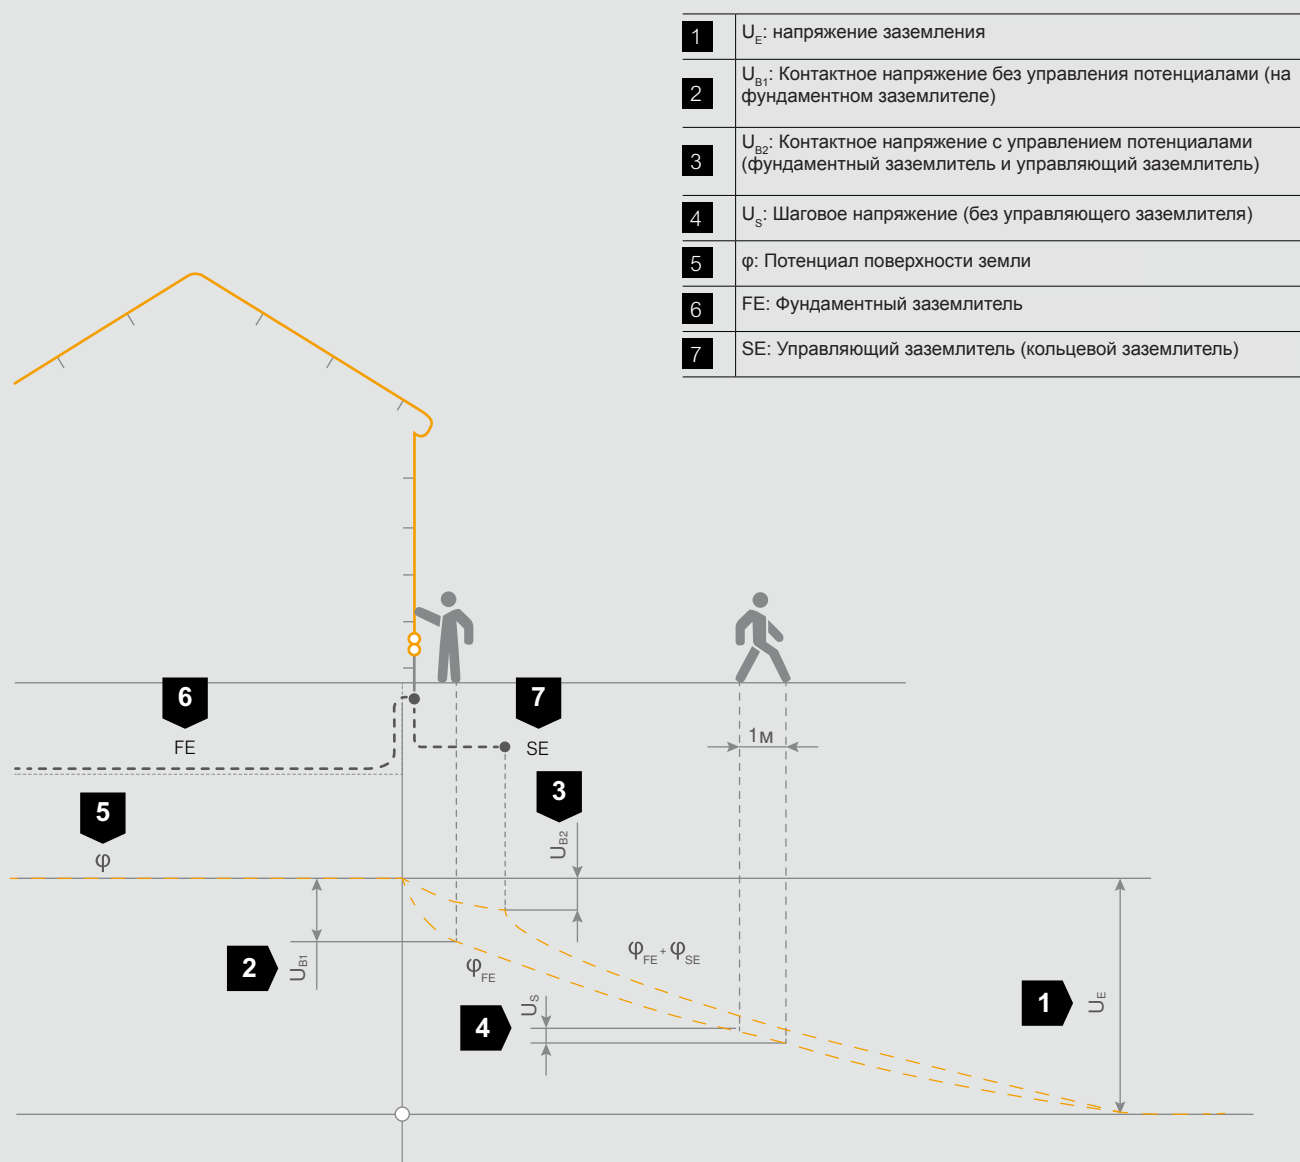 1 U_E: напряжение заземления
2 U_B1: Контактное напряжение без управления потенциалами (на
фундаментном заземлителе)
3 U_B2: Контактное напряжение с управлением потенциалами
(фундаментный заземлитель и управляющий заземлитель)
4 U_S: Шаговое напряжение (без управляющего заземлителя)
5 φ: Потенциал поверхности земли
6 FE: Фундаментный заземлитель
7 SE: Управляющий заземлитель (кольцевой заземлитель)
6
FE
7
SE
1м
5
φ
3
U_B2
2
U_B1
φ_FE
φ_FE + φ_SE
4
U_S
1
U_E